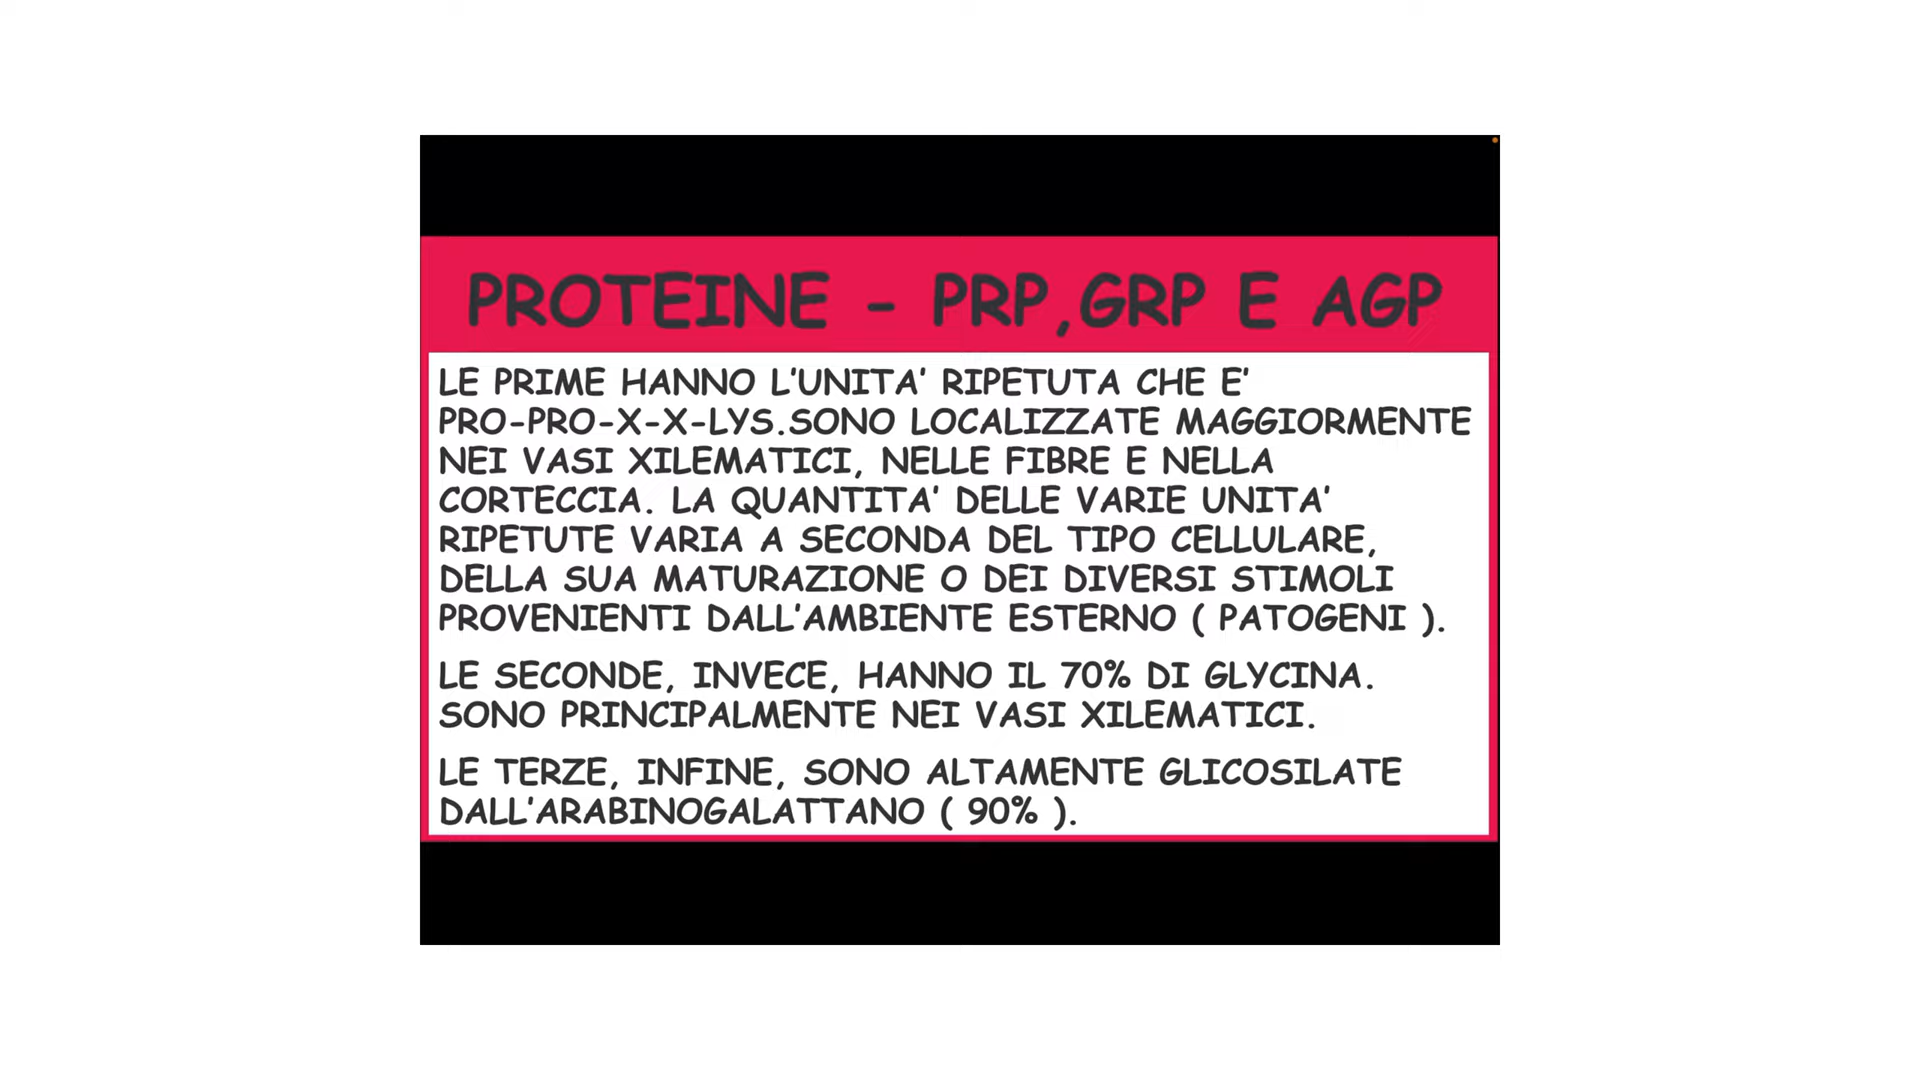 PROTEINE - PRP,GRP E AGP
LE PRIME HANNO L'UNITA' RIPETUTA CHE E'
PRO-PRO-X-X-LYS.SONO LOCALIZZATE MAGGIORMENTE
NEI VASI XILEMATICI, NELLE FIBRE E NELLA
CORTECCIA. LA QUANTITA' DELLE VARIE UNITA'
RIPETUTE VARIA A SECONDA DEL TIPO CELLULARE,
DELLA SUA MATURAZIONE O DEI DIVERSI STIMOLI
PROVENIENTI DALL'AMBIENTE ESTERNO ( PATOGENI ).
LE SECONDE, INVECE, HANNO IL 70% DI GLYCINA.
SONO PRINCIPALMENTE NEI VASI XILEMATICI.
LE TERZE, INFINE, SONO ALTAMENTE GLICOSILATE
DALL'ARABINOGALATTANO ( 90% ).